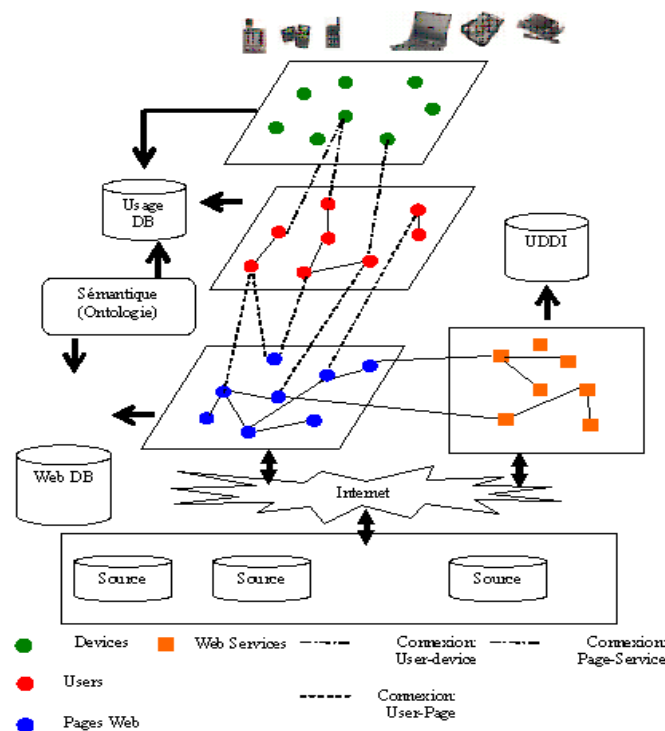 Usage
DB
UDDI
Sémantique
(Ontologie)
Web DB
Internet
Source
Source
Source
Devices
Web Services
Connexion:
User-device
Connexion:
Page-Service
Users
Connexion:
User-Page
Pages Web